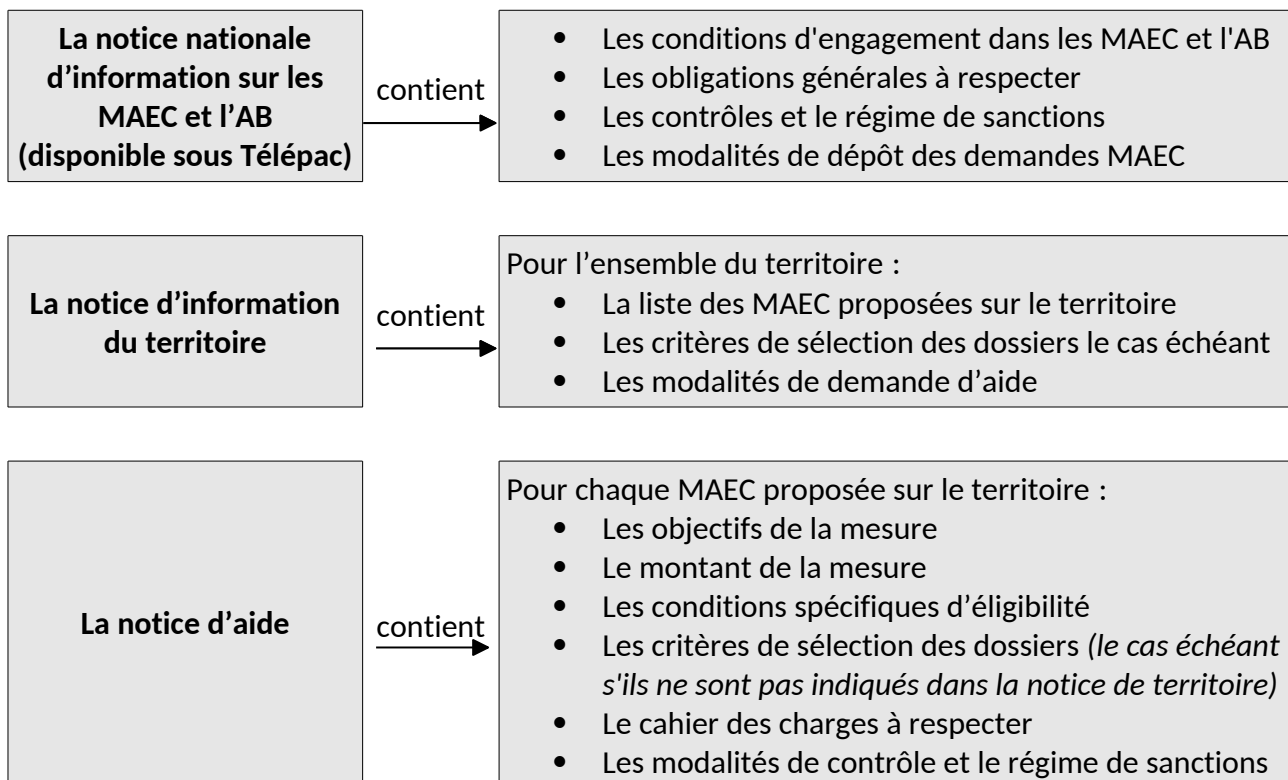 La notice nationale
d’information sur les
MAEC et l’AB
(disponible sous Télépac)
contient
• Les conditions d'engagement dans les MAEC et l'AB
• Les obligations générales à respecter
• Les contrôles et le régime de sanctions
• Les modalités de dépôt des demandes MAEC
La notice d’information
du territoire
contient
Pour l’ensemble du territoire :
• La liste des MAEC proposées sur le territoire
• Les critères de sélection des dossiers le cas échéant
• Les modalités de demande d’aide
La notice d’aide
contient
Pour chaque MAEC proposée sur le territoire :
• Les objectifs de la mesure
• Le montant de la mesure
• Les conditions spécifiques d’éligibilité
• Les critères de sélection des dossiers (le cas échéant
s'ils ne sont pas indiqués dans la notice de territoire)
• Le cahier des charges à respecter
• Les modalités de contrôle et le régime de sanctions